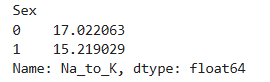 Sex
0    17.022063
1    15.219029
Name: Na_to_K, dtype: float64